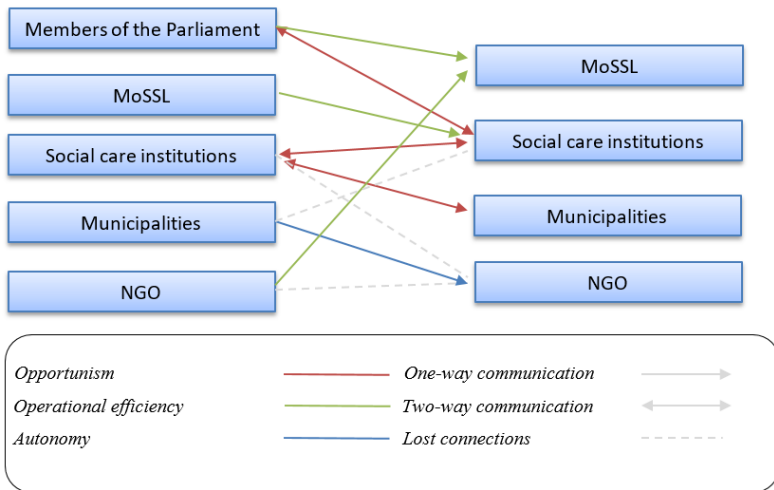 Members of the Parliament
MoSSL
MoSSL
Social care institutions
Social care institutions
Municipalities
Municipalities
NGO
NGO
Opportunism
One-way communication
Operational efficiency
Two-way communication
Autonomy
Lost connections